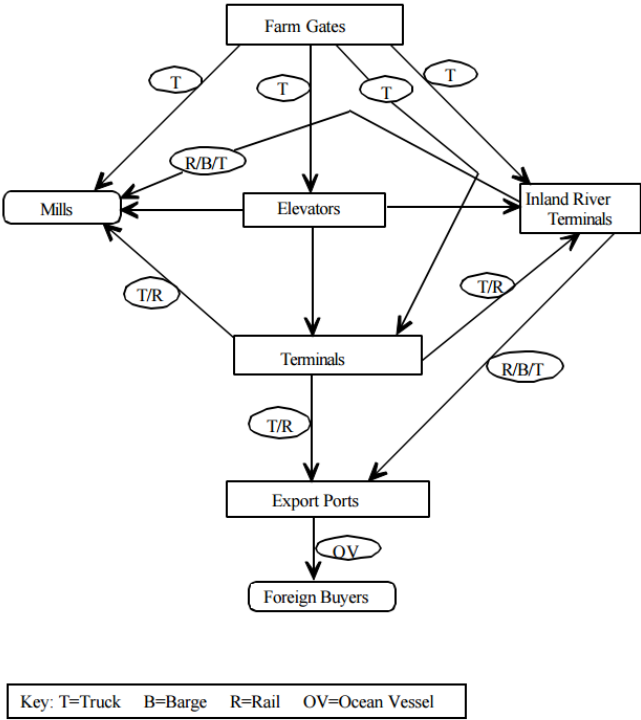 Farm Gates
T
T
T
T
R/B/T
Mills
Elevators
Inland River
Terminals
T/R
T/R
Terminals
R/B/T
T/R
Export Ports
OV
Foreign Buyers
Key: T=Truck B=Barge R=Rail OV=Ocean Vessel